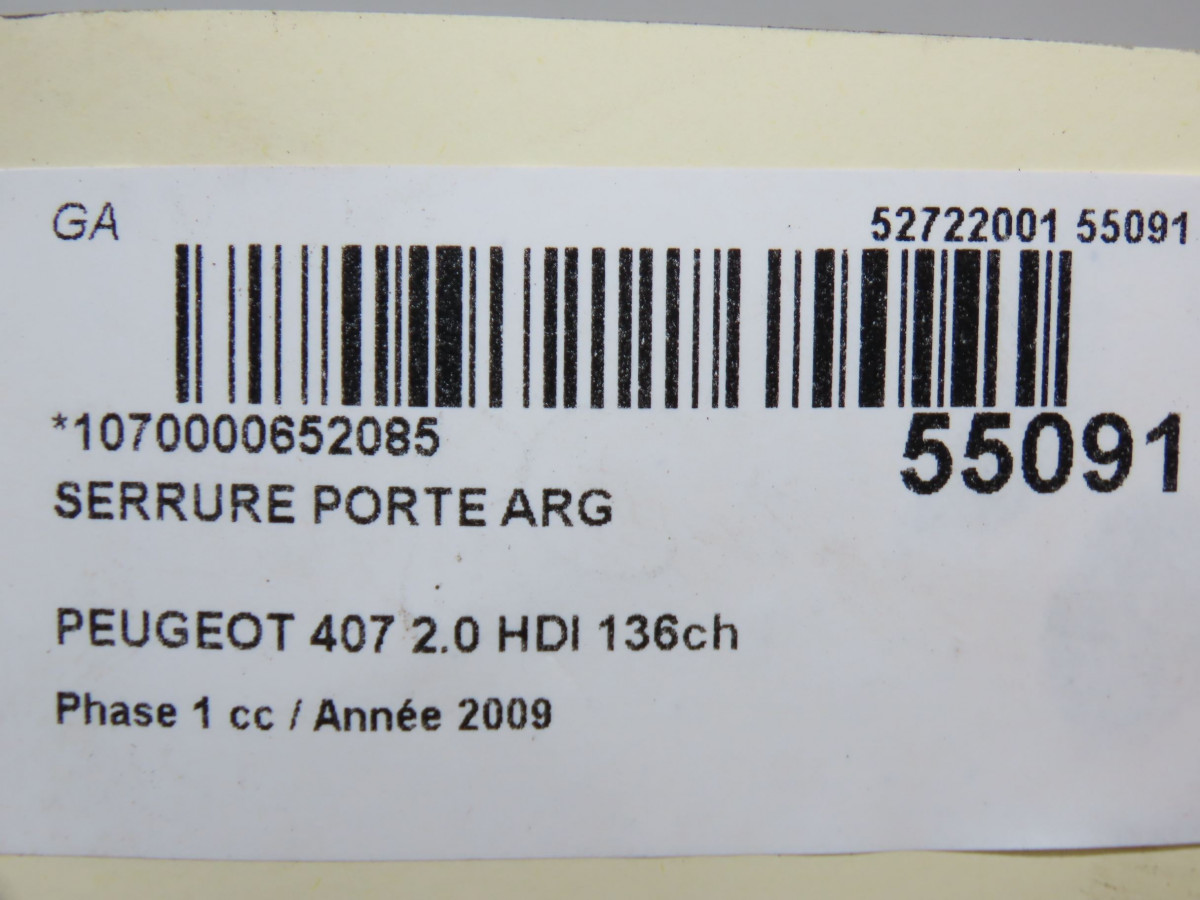 GA 52722001 55091
*1070000652085 55091
SERRURE PORTE ARG
PEUGEOT 407 2.0 HDI 136ch
Phase 1 cc / Année 2009